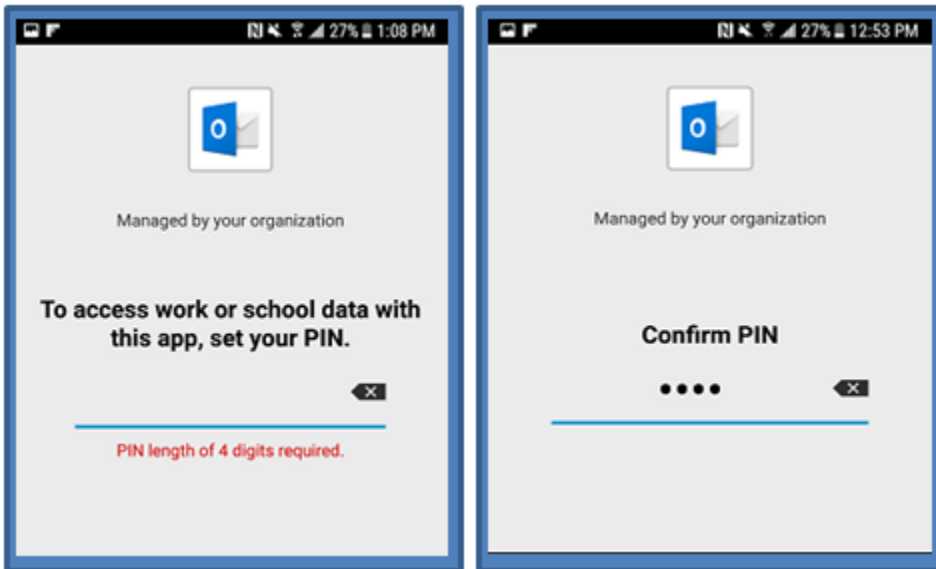 27% 1:08 PM
O
Managed by your organization
To access work or school data with
this app, set your PIN.
PIN length of 4 digits required.
27% 12:53 PM
O
Managed by your organization
Confirm PIN